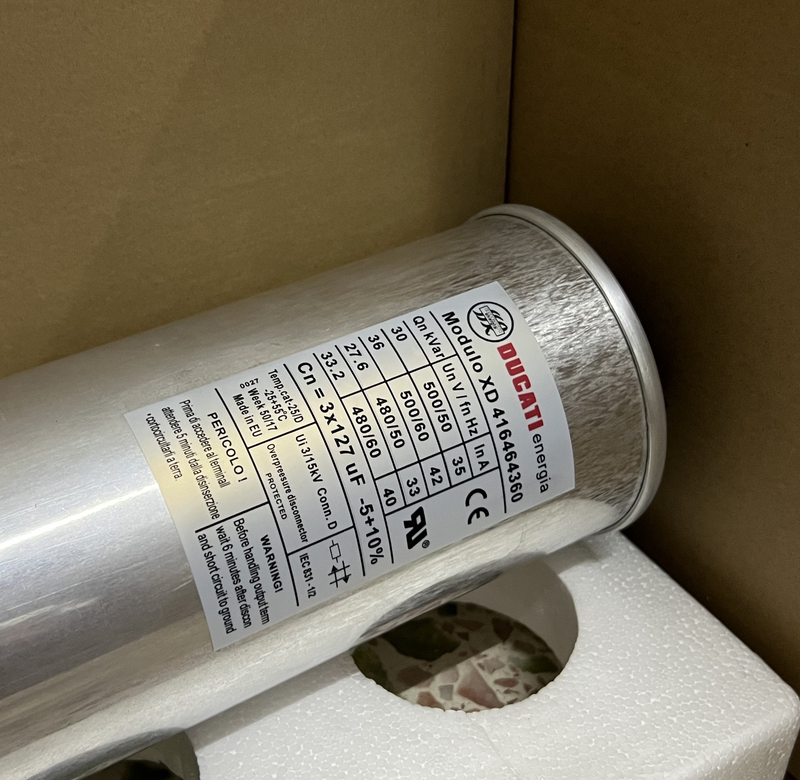 DUCATI energia
Modulo XD 416464360
Qn kVar Un V / fn Hz In A
30 500/50 35
36 500/60 42
27.6 480/50 33
33.2 480/60 40
Cn = 3x127 uF -5+10%
Temp.cat-25/D
-25+55°C
Week 50/17
Made in EU
Ui 3/15kV Conn. D
Overpressure disconnector
PROTECTED
IEC 831 - 1/2
PERICOLO !
Prima di accedere ai terminali
attendere 5 minuti dalla disinserzione
WARNING!
Before handling output term
wait 6 minutes after discon
and short circuit to ground
CE